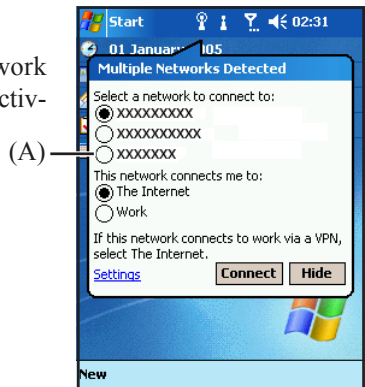 Start 02:31
01 January 005
work
Multiple Networks Detected
ctiv-
Select a network to connect to:
XXXXXXXXX
XXXXXXXXXX
(A)
XXXXXXX
This network connects me to:
The Internet
Work
If this network connects to work via a VPN,
select The Internet.
Settings Connect Hide
New